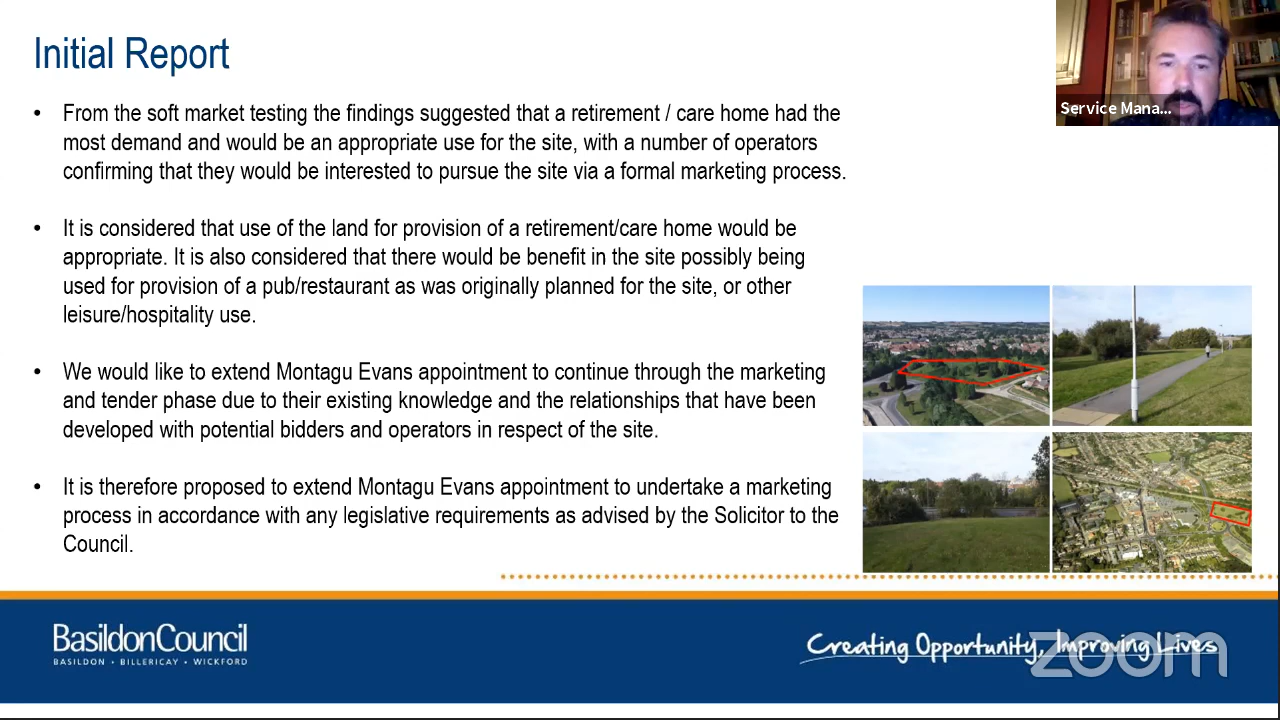 Initial Report
Service Mana...
• From the soft market testing the findings suggested that a retirement / care home had the
most demand and would be an appropriate use for the site, with a number of operators
confirming that they would be interested to pursue the site via a formal marketing process.
• It is considered that use of the land for provision of a retirement/care home would be
appropriate. It is also considered that there would be benefit in the site possibly being
used for provision of a pub/restaurant as was originally planned for the site, or other
leisure/hospitality use.
• We would like to extend Montagu Evans appointment to continue through the marketing
and tender phase due to their existing knowledge and the relationships that have been
developed with potential bidders and operators in respect of the site.
• It is therefore proposed to extend Montagu Evans appointment to undertake a marketing
process in accordance with any legislative requirements as advised by the Solicitor to the
Council.
BasildonCouncil
BASILDON • BILLERICAY • WICKFORD
Creating Opportunity, Improving Lives
zoom